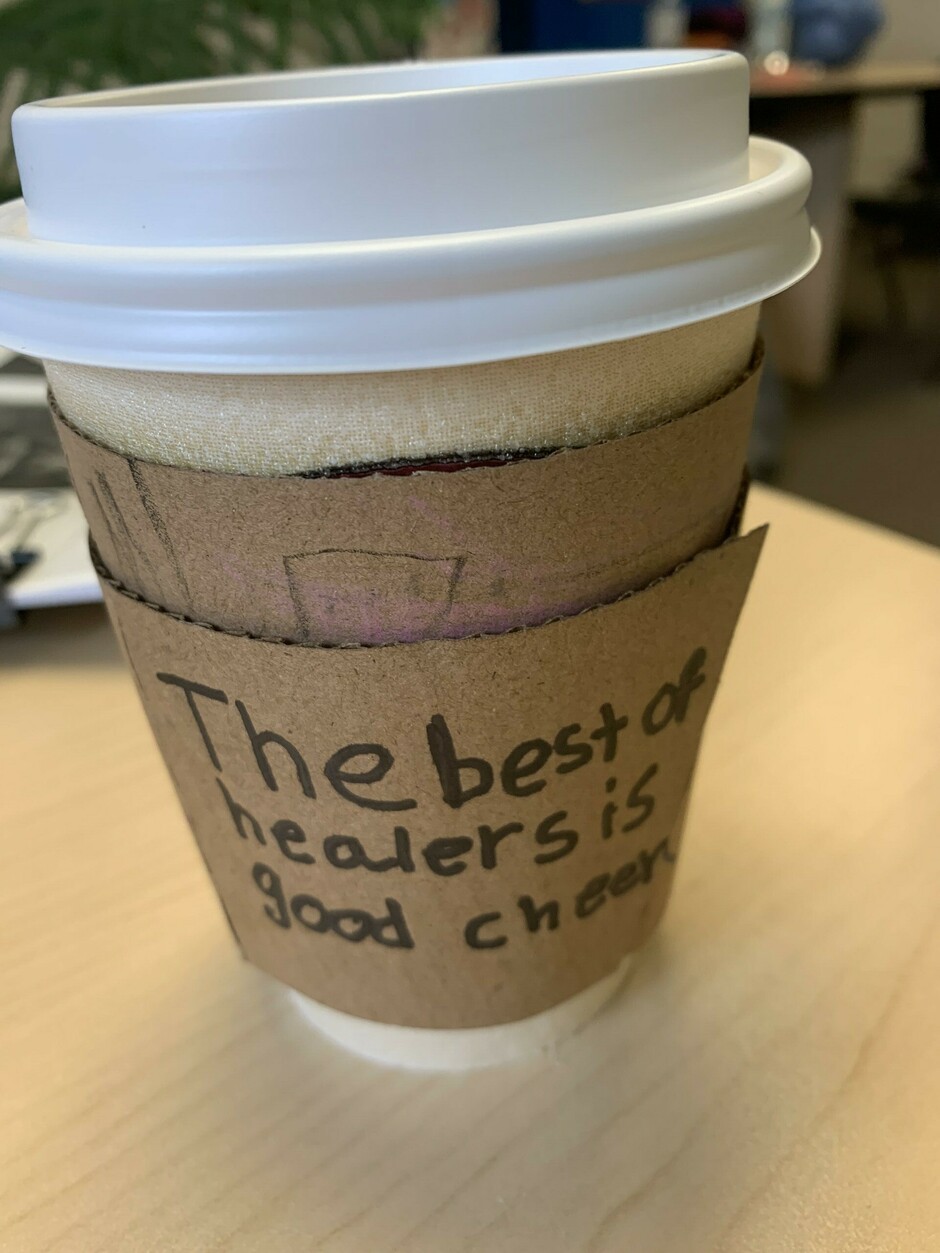 The best of
healers is
good cheer.